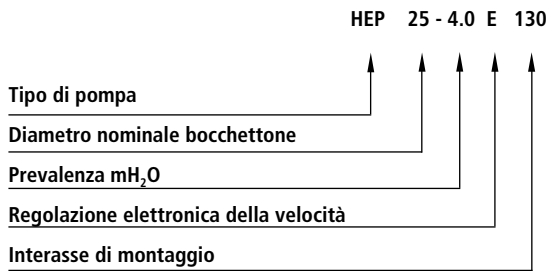 HEP 25 - 4.0 E 130
Tipo di pompa
Diametro nominale bocchettone
Prevalenza mH₂O
Regolazione elettronica della velocità
Interasse di montaggio